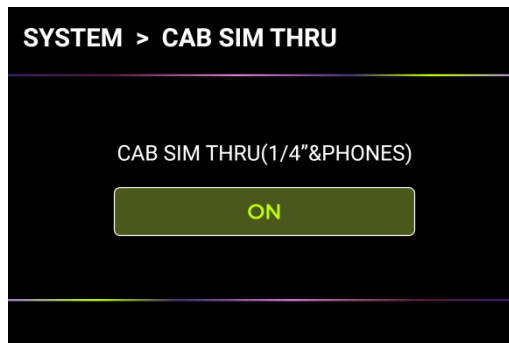 SYSTEM > CAB SIM THRU
CAB SIM THRU(1/4”&PHONES)
ON